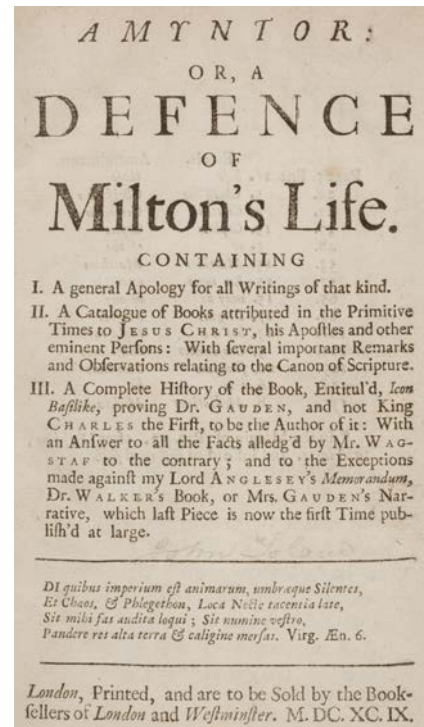 AMYNTOR:
OR, A
DEFENCE
OF
Milton's Life.
CONTAINING
I. A general Apology for all Writings of that kind.
II. A Catalogue of Books attributed in the Primitive
Times to JESUS CHRIST, his Apoſtles and other
eminent Perſons: With ſeveral important Remarks
and Obſervations relating to the Canon of Scripture.
III. A Complete Hiſtory of the Book, Entitul'd, Icon
Baſilike, proving Dr. GAUDEN, and not King
CHARLES the Firſt, to be the Author of it: With
an Anſwer to all the Facts alledg'd by Mr. WAG-
STAF to the contrary; and to the Exceptions
made againſt my Lord ANGLESEY's Memorandum,
Dr. WALKER's Book, or Mrs. GAUDEN's Nar-
rative, which laſt Piece is now the firſt Time pub-
liſh'd at large.
John Toland
DI quibus imperium eſt animarum, umbræque Silentes,
Et Chaos, & Phlegethon, Loca Nocte tacentia late,
Sit mihi fas audita loqui; Sit numine veſtro,
Pandere res alta terra & caligine merſas. Virg. Æn. 6.
London, Printed, and are to be Sold by the Book-
ſellers of London and Weſtminſter. M. DC. XC. IX.